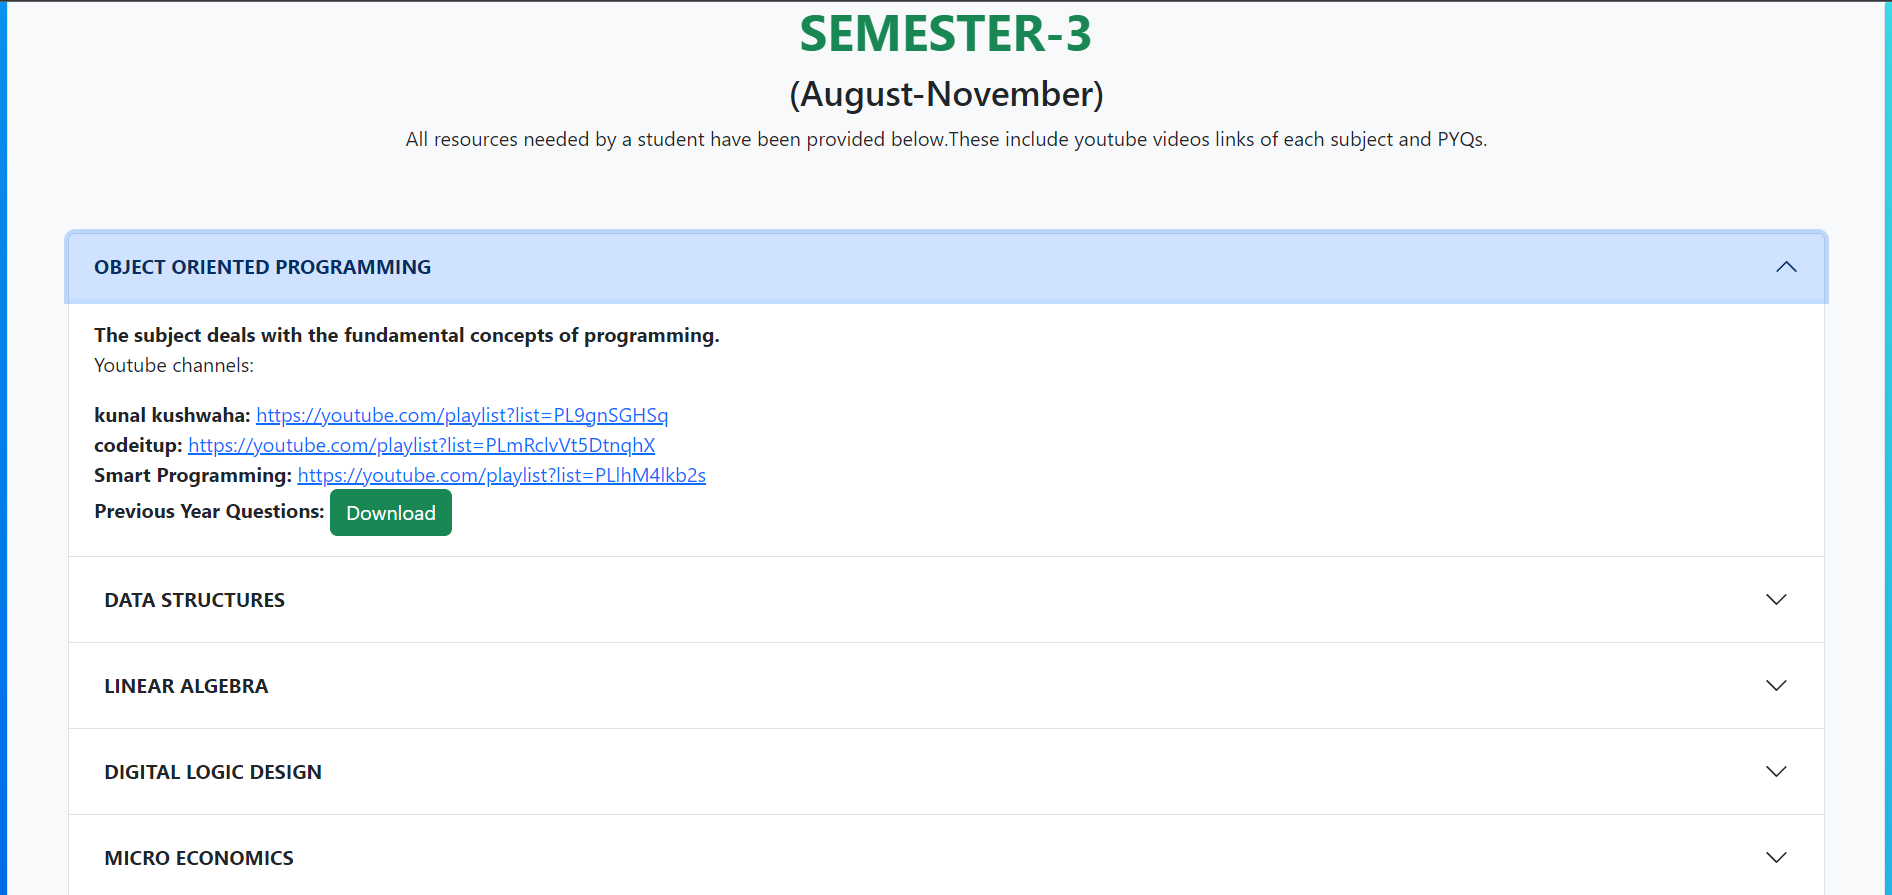 SEMESTER-3
(August-November)
All resources needed by a student have been provided below.These include youtube videos links of each subject and PYQs.
OBJECT ORIENTED PROGRAMMING
The subject deals with the fundamental concepts of programming.
Youtube channels:
kunal kushwaha: https://youtube.com/playlist?list=PL9gnSGHSq
codeitup: https://youtube.com/playlist?list=PLmRclvVt5DtnqhX
Smart Programming: https://youtube.com/playlist?list=PLlhM4lkb2s
Previous Year Questions: Download
DATA STRUCTURES
LINEAR ALGEBRA
DIGITAL LOGIC DESIGN
MICRO ECONOMICS